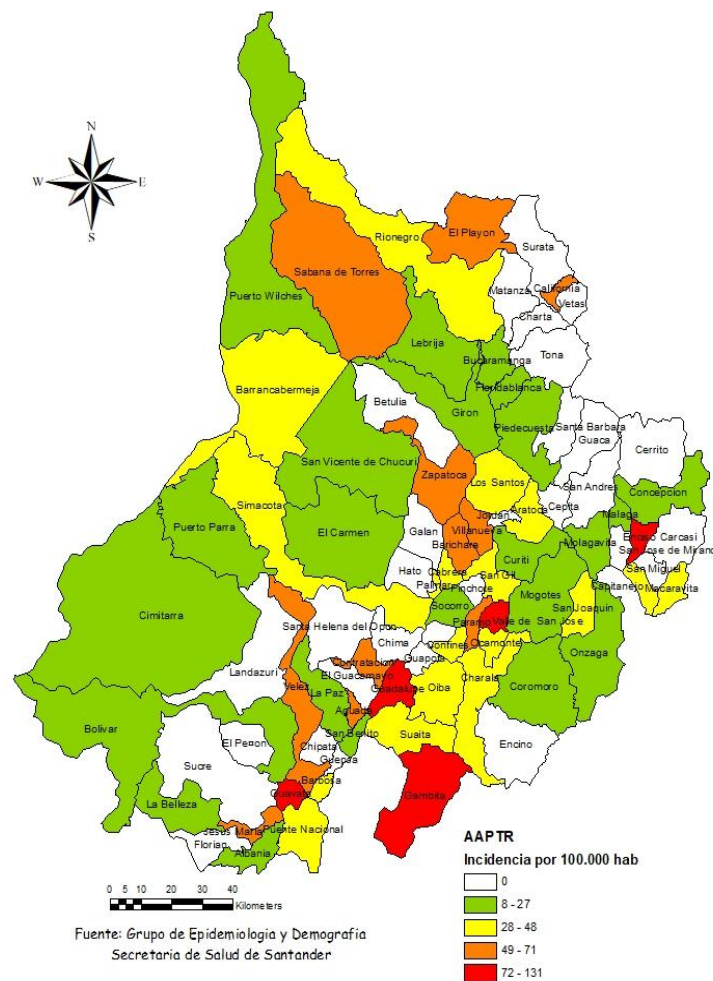 N
W E
S
Rionegro
El Playon
Surata
Sabana de Torres
Matanza
California
Vetas
Puerto Wilches
Charta
Lebrija
Tona
Bucaramanga
Floridablanca
Barrancabermeja
Betulia
Giron
Piedecuesta
Santa Barbara
Guaca
Cerrito
San Vicente de Chucuri
Zapatoca
Los Santos
San Andres
Concepcion
Simacota
Cepita
Jordan
Aratoca
Malaga
Puerto Parra
El Carmen
Galan
Villanueva
Enciso
Carcasi
Barichara
Curiti
Molagavita
San Jose de Miranda
Hato
Cabrera
San Gil
San Miguel
Palmar
Pinchote
Capitanejo
Macaravita
Cimitarra
Socorro
Mogotes
San Joaquin
Santa Helena del Opon
Paramo
Valle de San Jose
Chima
Confines
Ocamonte
Onzaga
Guapota
Landazuri
Contratacion
El Guacamayo
Charala
Velez
La Paz
Guadalupe
Oiba
Coromoro
Aguada
Bolivar
San Benito
Suaita
El Penon
Chipata
Encino
Sucre
Guepsa
Barbosa
Gambita
Guavata
La Belleza
Jesus Maria
Puente Nacional
Florian
Albania
AAPTR
Incidencia por 100.000 hab
0
8 - 27
28 - 48
49 - 71
72 - 131
0 5 10 20 30 40
Kilometers
Fuente: Grupo de Epidemiologia y Demografia
Secretaria de Salud de Santander